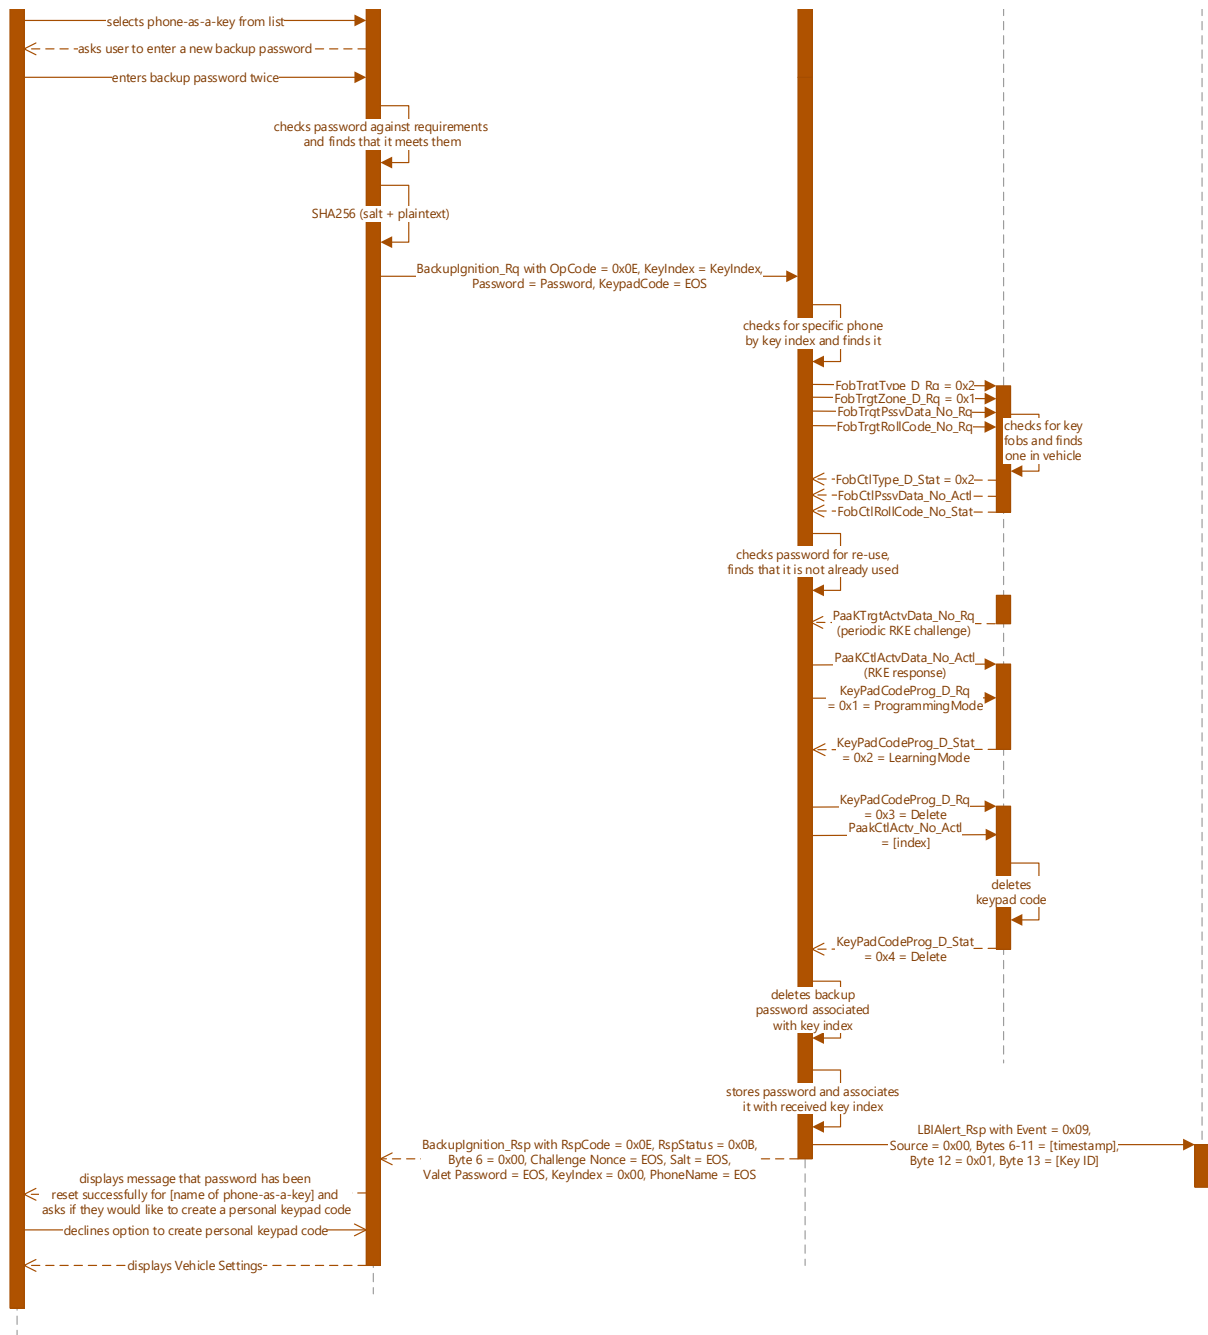 selects phone-as-a-key from list
asks user to enter a new backup password
enters backup password twice
checks password against requirements
and finds that it meets them
SHA256 (salt + plaintext)
BackupIgnition_Rq with OpCode = 0x0E, KeyIndex = KeyIndex,
Password = Password, KeypadCode = EOS
checks for specific phone
by key index and finds it
FobTrgtType_D_Rq = 0x2
FobTrgtZone_D_Rq = 0x1
FobTrgtPssvData_No_Rq
FobTrgtRollCode_No_Rq
checks for key
fobs and finds
one in vehicle
FobCtlType_D_Stat = 0x2
FobCtlPssvData_No_Actl
FobCtlRollCode_No_Stat
checks password for re-use,
finds that it is not already used
PaaKTrgtActvData_No_Rq
(periodic RKE challenge)
PaaKCtlActvData_No_Actl
(RKE response)
KeyPadCodeProg_D_Rq
= 0x1 = ProgrammingMode
KeyPadCodeProg_D_Stat
= 0x2 = LearningMode
KeyPadCodeProg_D_Rq
= 0x3 = Delete
PaakCtlActv_No_Actl
= [index]
deletes
keypad code
KeyPadCodeProg_D_Stat
= 0x4 = Delete
deletes backup
password associated
with key index
stores password and associates
it with received key index
LBIAlert_Rsp with Event = 0x09,
Source = 0x00, Bytes 6-11 = [timestamp],
Byte 12 = 0x01, Byte 13 = [Key ID]
BackupIgnition_Rsp with RspCode = 0x0E, RspStatus = 0x0B,
Byte 6 = 0x00, Challenge Nonce = EOS, Salt = EOS,
Valet Password = EOS, KeyIndex = 0x00, PhoneName = EOS
displays message that password has been
reset successfully for [name of phone-as-a-key] and
asks if they would like to create a personal keypad code
declines option to create personal keypad code
displays Vehicle Settings